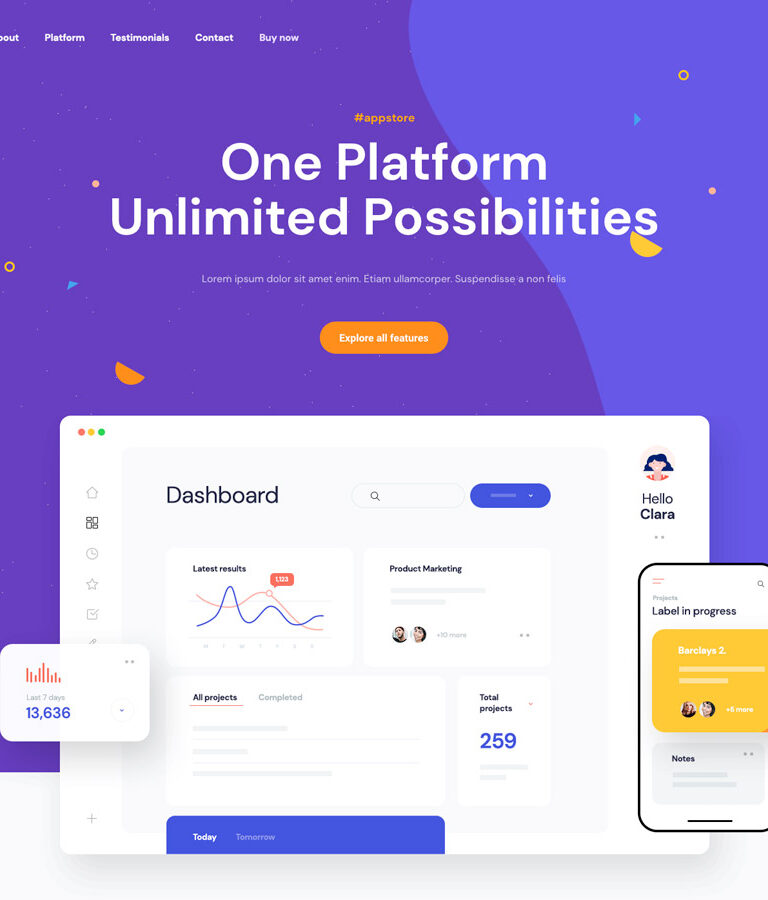 Platform
Testimonials
Contact
Buy now
#appstore
One Platform
Unlimited Possibilities
Lorem ipsum dolor sit amet enim. Etiam ullamcorper. Suspendisse a non felis
Explore all features
Dashboard
Hello
Clara
Latest results
1,123
M T W T F S F
Product Marketing
+10 more
Projects
Label in progress
Barclays 2.
+6 more
Notes
Last 7 days
13,636
All projects
Completed
Total
projects
259
Today
Tomorrow